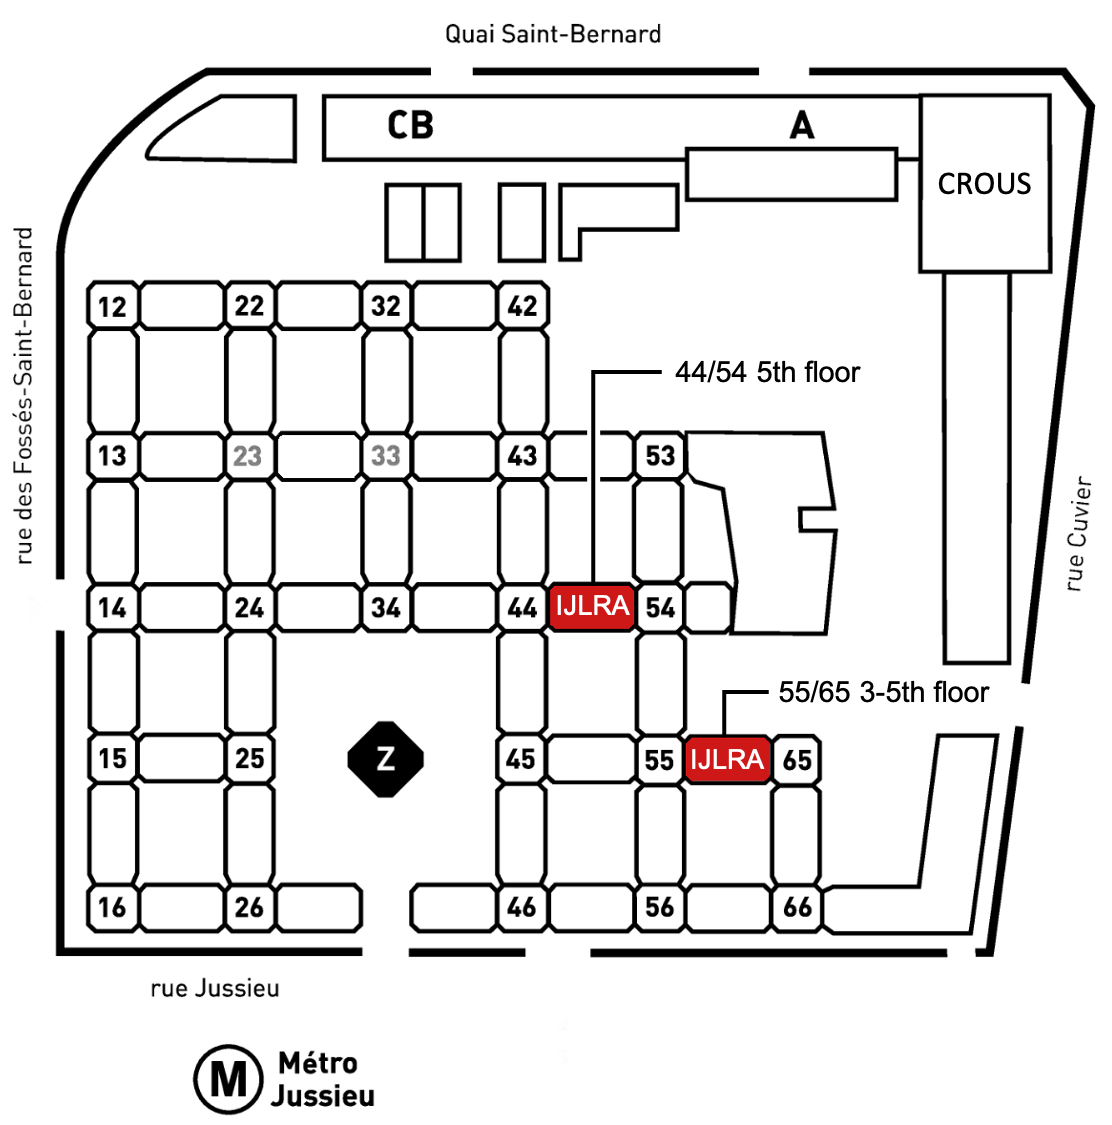 Quai Saint-Bernard
CB
A
CROUS
rue des Fossés-Saint-Bernard
12 22 32 42
44/54 5th floor
13 23 33 43 53
rue Cuvier
14 24 34 44 IJLRA 54
55/65 3-5th floor
15 25 Z 45 55 IJLRA 65
16 26 46 56 66
rue Jussieu
M Métro
Jussieu